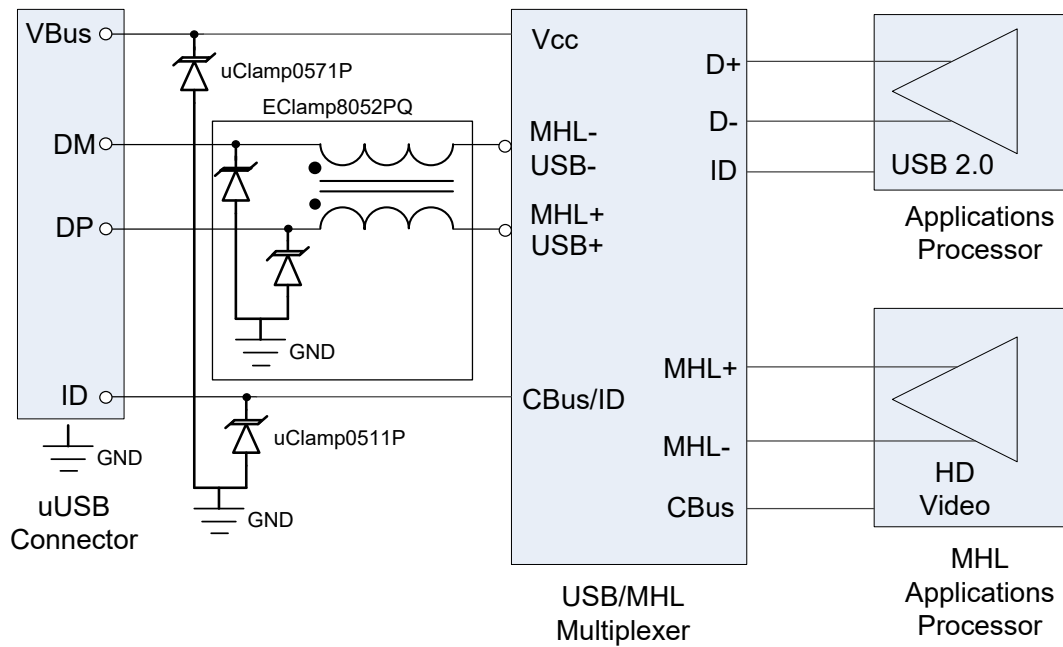 VBus
DM
DP
ID
GND
uUSB
Connector
uClamp0571P
EClamp8052PQ
GND
uClamp0511P
GND
Vcc
MHL-
USB-
MHL+
USB+
CBus/ID
D+
D-
ID
MHL+
MHL-
CBus
USB/MHL
Multiplexer
USB 2.0
Applications
Processor
HD
Video
MHL
Applications
Processor